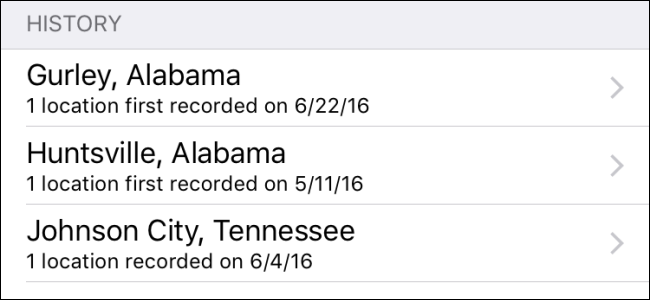 HISTORY
Gurley, Alabama
1 location first recorded on 6/22/16
Huntsville, Alabama
1 location first recorded on 5/11/16
Johnson City, Tennessee
1 location recorded on 6/4/16